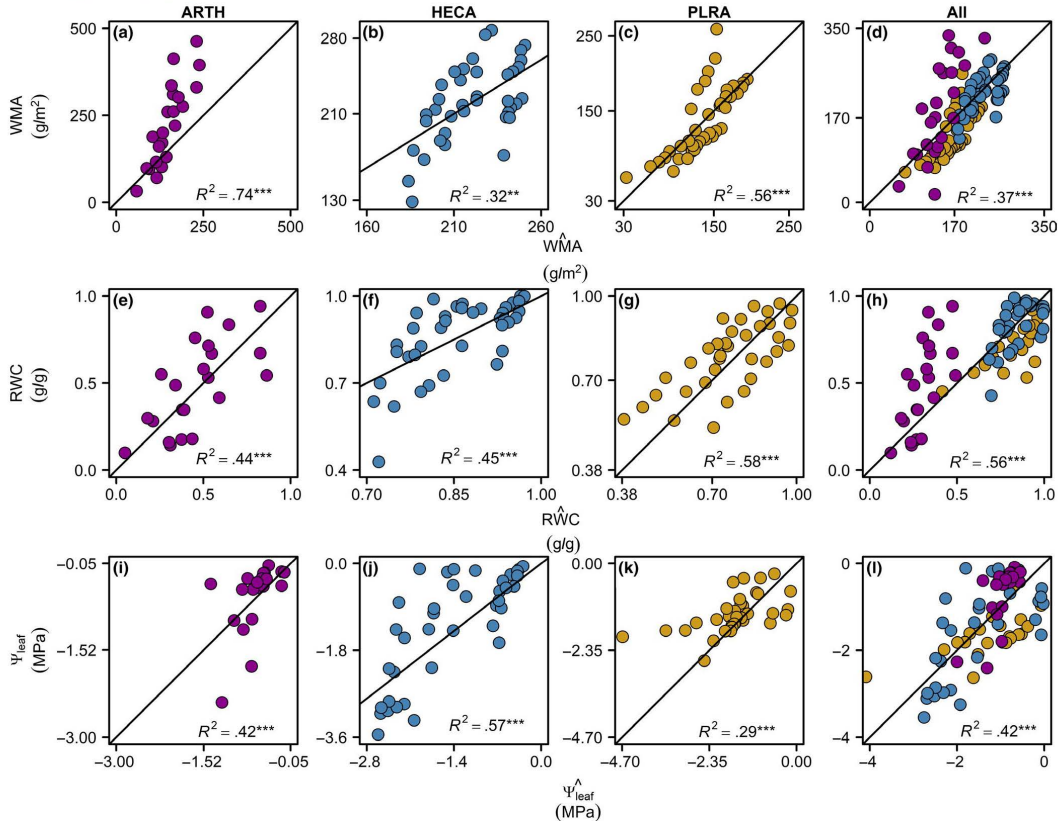 ARTH HECA PLRA All
WMA
(g/m²)
(a) (b) (c) (d)
500 280 250 350
250 210 150 170
0 130 30 0
R² = .74*** R² = .32** R² = .56*** R² = .37***
0 250 500 160 210 260 30 150 250 0 170 350
WM̂A
(g/m²)
RWC
(g/g)
(e) (f) (g) (h)
1.0 1.0 1.00 1.0
0.5 0.7 0.70 0.5
0.0 0.4 0.38 0.0
R² = .44*** R² = .45*** R² = .58*** R² = .56***
0.0 0.5 1.0 0.70 0.85 1.00 0.38 0.70 1.00 0.0 0.5 1.0
RŴC
(g/g)
Ψleaf
(MPa)
(i) (j) (k) (l)
−0.05 0.0 0.00 0
−1.52 −1.8 −2.35 −2
−3.00 −3.6 −4.70 −4
R² = .42*** R² = .57*** R² = .29*** R² = .42***
−3.00 −1.52 −0.05 −2.8 −1.4 0.0 −4.70 −2.35 0.00 −4 −2 0
Ψ̂leaf
(MPa)